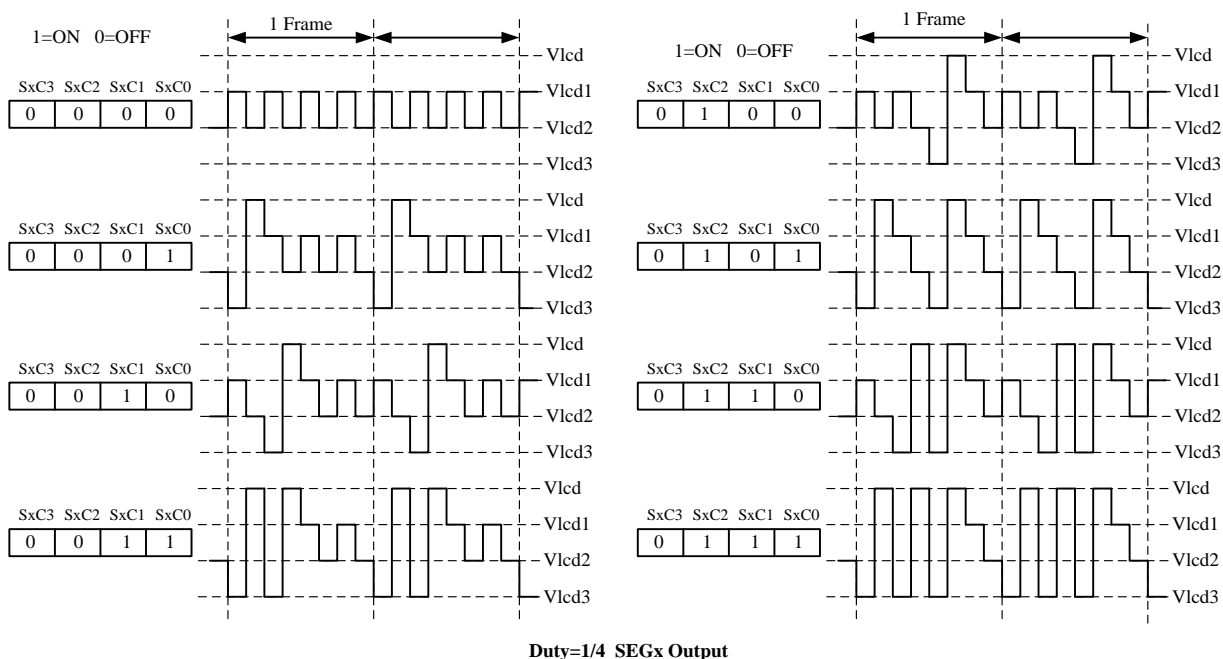 1=ON 0=OFF
1 Frame
Vlcd
SxC3 SxC2 SxC1 SxC0
0 0 0 0
Vlcd1
Vlcd2
Vlcd3
Vlcd
SxC3 SxC2 SxC1 SxC0
0 0 0 1
Vlcd1
Vlcd2
Vlcd3
Vlcd
SxC3 SxC2 SxC1 SxC0
0 0 1 0
Vlcd1
Vlcd2
Vlcd3
Vlcd
SxC3 SxC2 SxC1 SxC0
0 0 1 1
Vlcd1
Vlcd2
Vlcd3
1=ON 0=OFF
1 Frame
Vlcd
SxC3 SxC2 SxC1 SxC0
0 1 0 0
Vlcd1
Vlcd2
Vlcd3
Vlcd
SxC3 SxC2 SxC1 SxC0
0 1 0 1
Vlcd1
Vlcd2
Vlcd3
Vlcd
SxC3 SxC2 SxC1 SxC0
0 1 1 0
Vlcd1
Vlcd2
Vlcd3
Vlcd
SxC3 SxC2 SxC1 SxC0
0 1 1 1
Vlcd1
Vlcd2
Vlcd3
Duty=1/4 SEGx Output